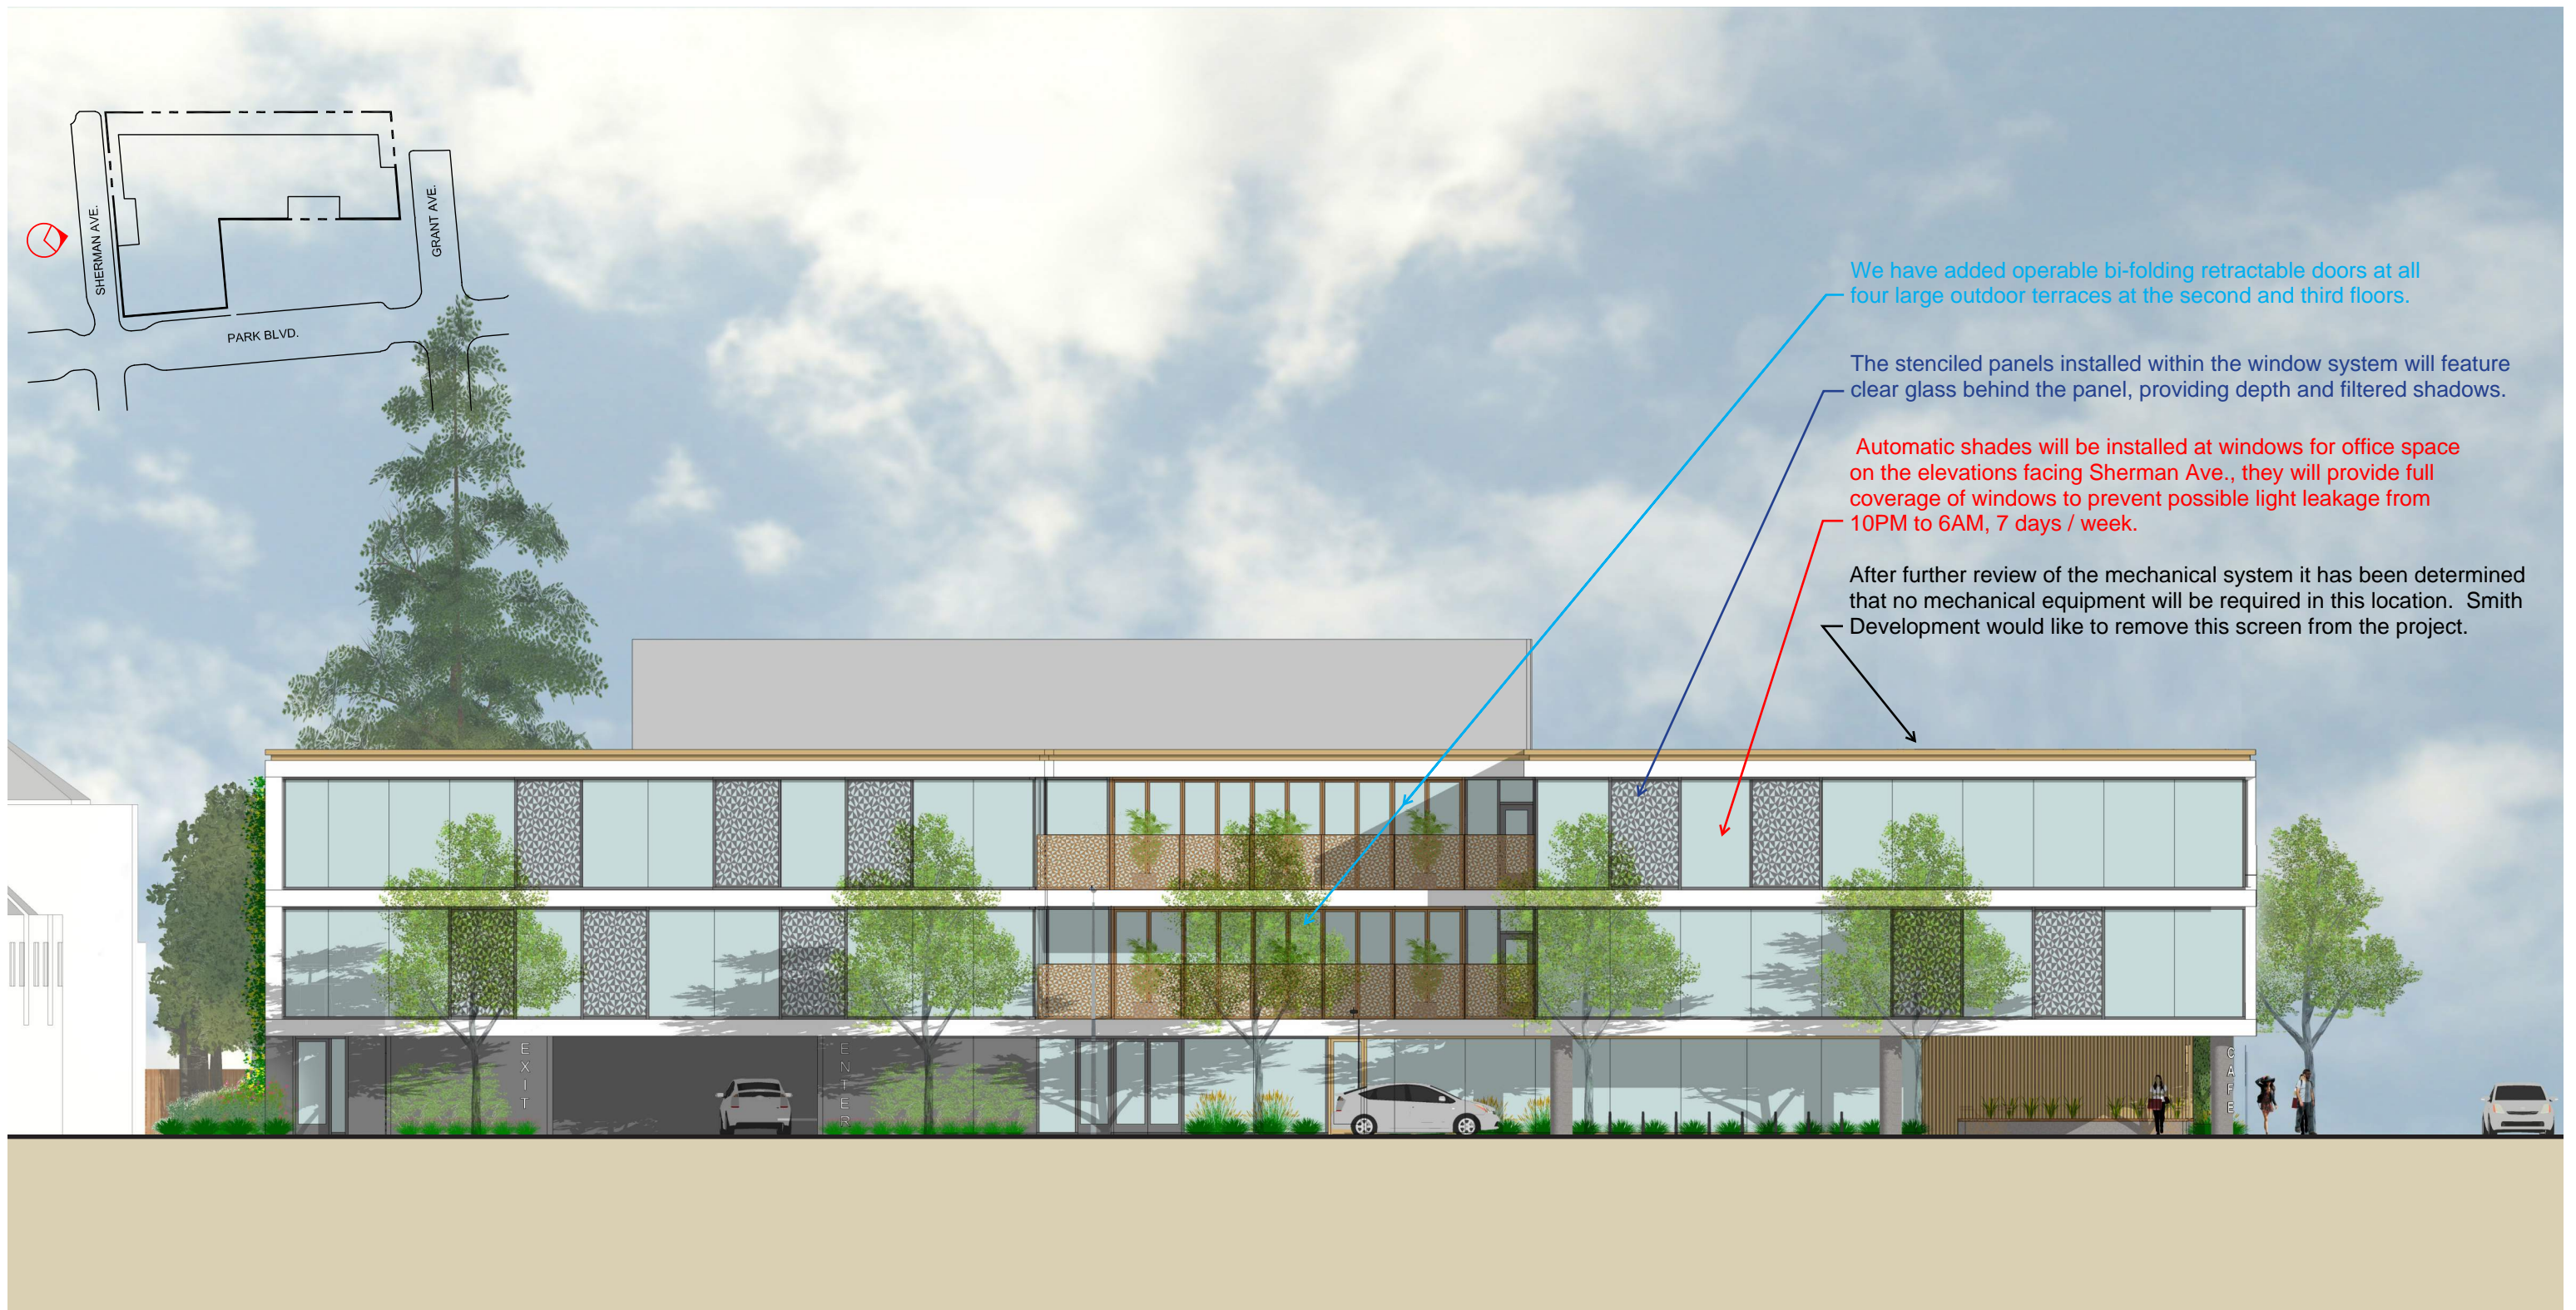 SHERMAN AVE.
GRANT AVE.
PARK BLVD.
We have added operable bi-folding retractable doors at all
four large outdoor terraces at the second and third floors.
The stenciled panels installed within the window system will feature
clear glass behind the panel, providing depth and filtered shadows.
Automatic shades will be installed at windows for office space
on the elevations facing Sherman Ave., they will provide full
coverage of windows to prevent possible light leakage from
10PM to 6AM, 7 days / week.
After further review of the mechanical system it has been determined
that no mechanical equipment will be required in this location.  Smith
Development would like to remove this screen from the project.
EXIT
ENTER
CAFE